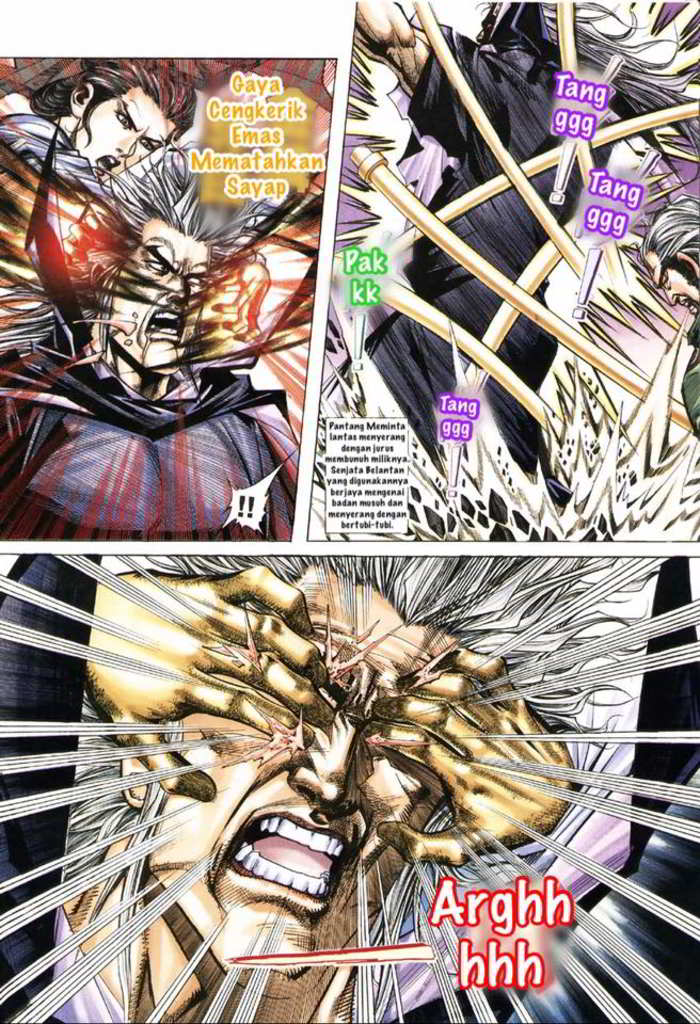 Gaya
Cengkerik
Emas
Mematahkan
Sayap
!!
Tang
ggg
!
Tang
ggg
!
Pak
kk
!
Tang
ggg
!
Pantang Meminta
lantas menyerang
dengan jurus
membunuh miliknya.
Senjata Belantan
yang digunakannya
berjaya mengenai
badan musuh dan
menyerang dengan
bertubi-tubi.
Arghh
hhh